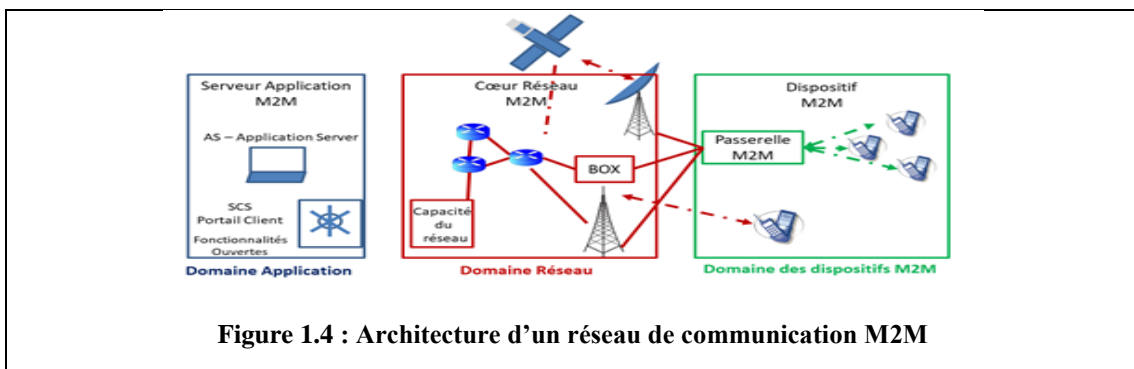 Serveur Application
M2M
AS – Application Server
SCS
Portail Client
Fonctionnalités
Ouvertes
Domaine Application
Cœur Réseau
M2M
BOX
Capacité
du
réseau
Domaine Réseau
Dispositif
M2M
Passerelle
M2M
Domaine des dispositifs M2M
Figure 1.4 : Architecture d’un réseau de communication M2M